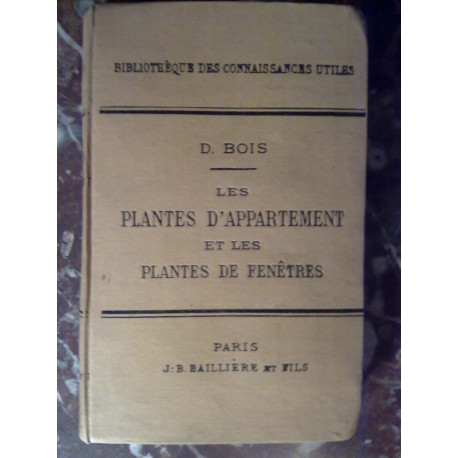 BIBLIOTHÈQUE DES CONNAISSANCES UTILES
D. BOIS
LES
PLANTES D'APPARTEMENT
ET LES
PLANTES DE FENÊTRES
PARIS
J.-B. BAILLIÈRE ET FILS